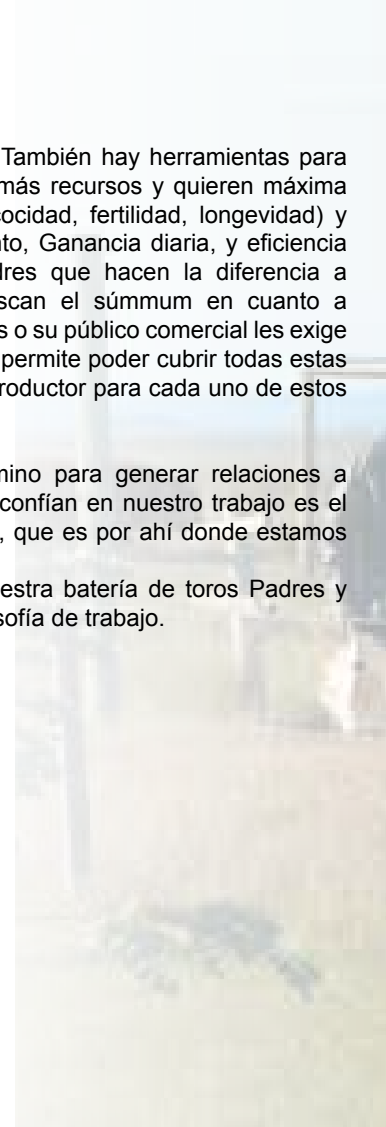 También hay herramientas para
más recursos y quieren máxima
cocidad, fertilidad, longevidad) y
nto, Ganancia diaria, y eficiencia
dres que hacen la diferencia a
scan el súmmum en cuanto a
s o su público comercial les exige
permite poder cubrir todas estas
roductor para cada uno de estos
mino para generar relaciones a
confían en nuestro trabajo es el
, que es por ahí donde estamos
estra batería de toros Padres y
sofía de trabajo.